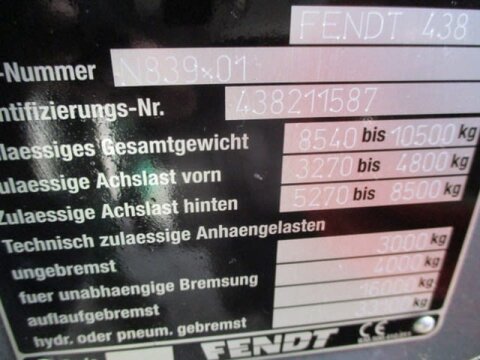 FENDT 438
-Nummer N839*01
ntifizierungs-Nr. 438211587
ulaessiges Gesamtgewicht 8540 bis 10500 kg
ulaessige Achslast vorn 3270 bis 4800 kg
Zulaessige Achslast hinten 5270 bis 8500 kg
Technisch zulaessige Anhaengelasten
ungebremst 3000 kg
fuer unabhaengige Bremsung 4000 kg
auflaufgebremst 16000 kg
hydr. oder pneum. gebremst kg
FENDT CE